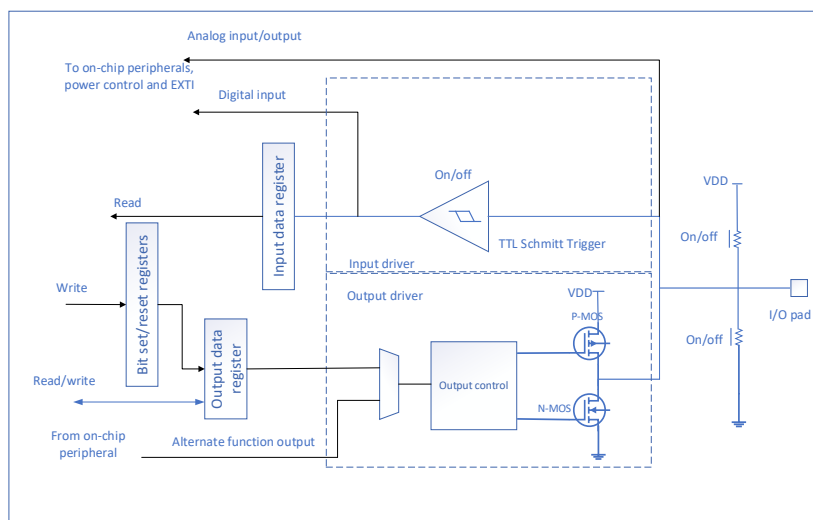 Analog input/output
To on-chip peripherals,
power control and EXTI
Digital input
On/off
VDD
Input data register
Read
TTL Schmitt Trigger
On/off
Input driver
Bit set/reset registers
Write
Output driver
VDD
I/O pad
P-MOS
On/off
Output data
register
Read/write
Output control
N-MOS
From on-chip
peripheral
Alternate function output